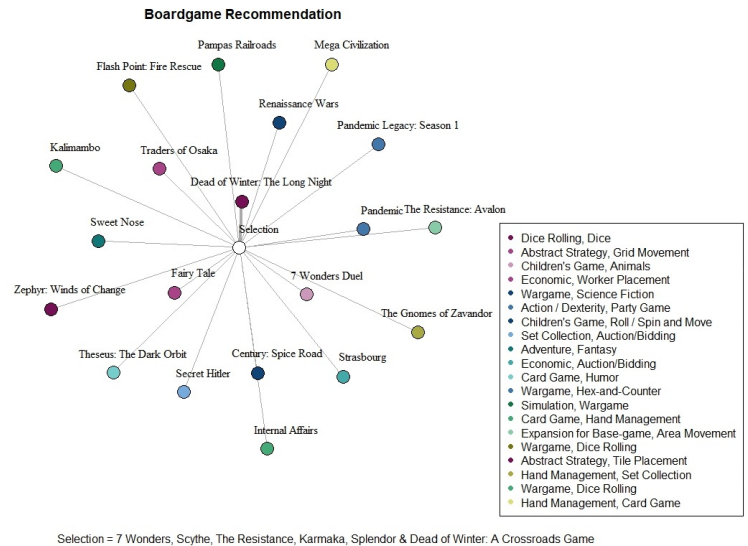 Boardgame Recommendation
Pampas Railroads
Mega Civilization
Flash Point: Fire Rescue
Renaissance Wars
Pandemic Legacy: Season 1
Kalimambo
Traders of Osaka
Dead of Winter: The Long Night
Pandemic
The Resistance: Avalon
Sweet Nose
Selection
Fairy Tale
7 Wonders Duel
Zephyr: Winds of Change
The Gnomes of Zavandor
Theseus: The Dark Orbit
Century: Spice Road
Strasbourg
Secret Hitler
Internal Affairs
Dice Rolling, Dice
Abstract Strategy, Grid Movement
Children's Game, Animals
Economic, Worker Placement
Wargame, Science Fiction
Action / Dexterity, Party Game
Children's Game, Roll / Spin and Move
Set Collection, Auction/Bidding
Adventure, Fantasy
Economic, Auction/Bidding
Card Game, Humor
Wargame, Hex-and-Counter
Simulation, Wargame
Card Game, Hand Management
Expansion for Base-game, Area Movement
Wargame, Dice Rolling
Abstract Strategy, Tile Placement
Hand Management, Set Collection
Wargame, Dice Rolling
Hand Management, Card Game
Selection = 7 Wonders, Scythe, The Resistance, Karmaka, Splendor & Dead of Winter: A Crossroads Game